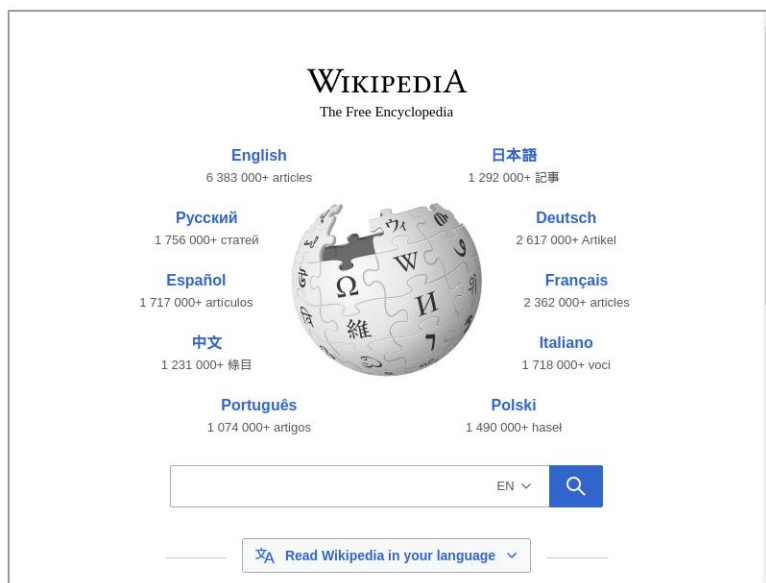 WIKIPEDIA
The Free Encyclopedia
English
6 383 000+ articles
日本語
1 292 000+ 記事
Русский
1 756 000+ статей
Deutsch
2 617 000+ Artikel
Español
1 717 000+ artículos
Français
2 362 000+ articles
中文
1 231 000+ 條目
Italiano
1 718 000+ voci
Português
1 074 000+ artigos
Polski
1 490 000+ haseł
Ω
W
И
維
EN
Read Wikipedia in your language